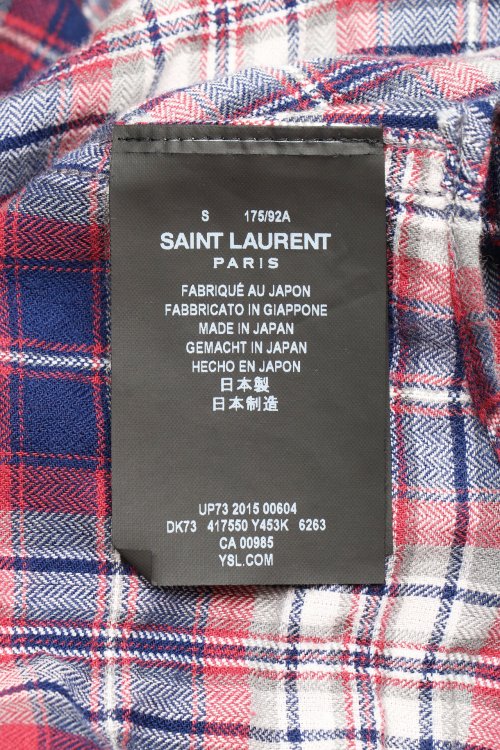 S 175/92A
SAINT LAURENT
PARIS
FABRIQUÉ AU JAPON
FABBRICATO IN GIAPPONE
MADE IN JAPAN
GEMACHT IN JAPAN
HECHO EN JAPON
日本製
日本制造
UP73 2015 00604
DK73 417550 Y453K 6263
CA 00985
YSL.COM